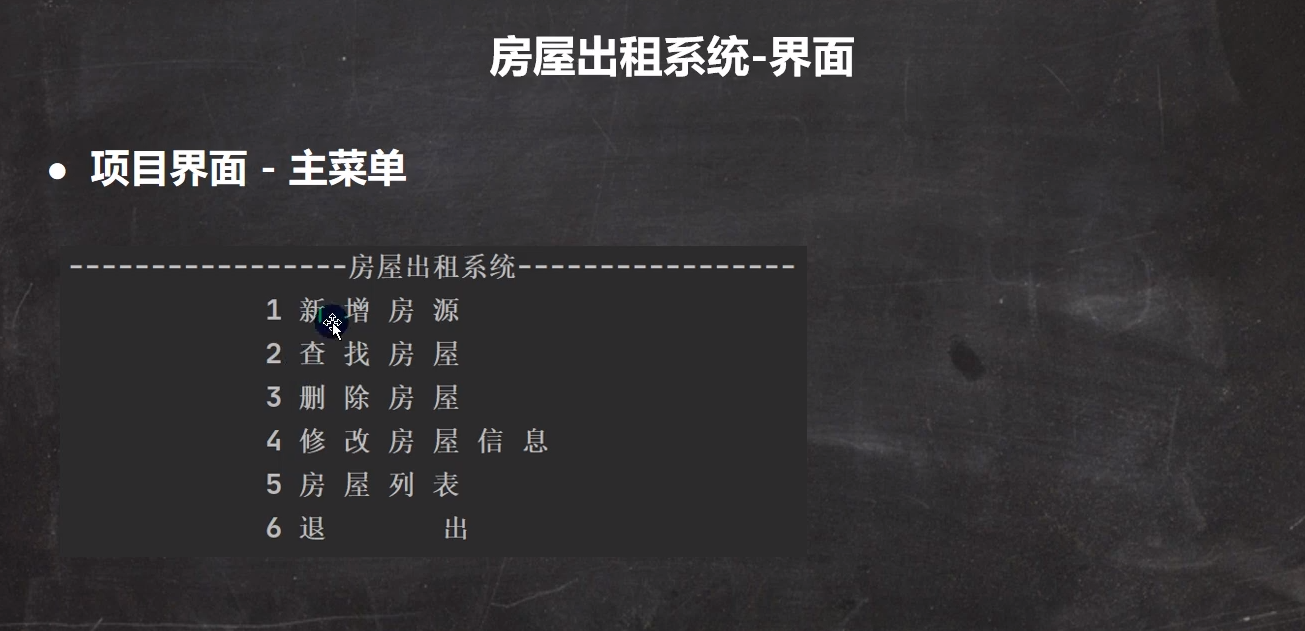 房屋出租系统-界面
● 项目界面 - 主菜单
-----------------房屋出租系统-----------------
1 新 增 房 源
2 查 找 房 屋
3 删 除 房 屋
4 修 改 房 屋 信 息
5 房 屋 列 表
6 退 出